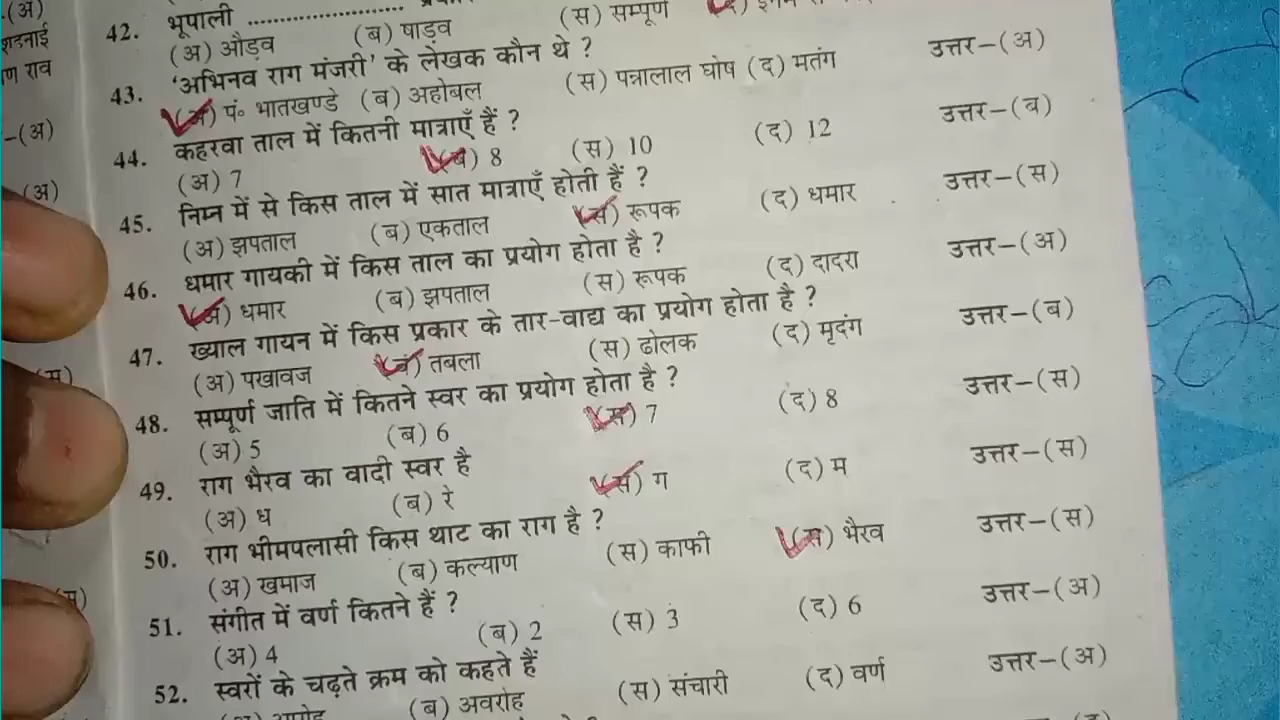 (अ)
शहनाई
ण राव
–(अ)
(अ)
42. भूपाली ......................
(अ) औड़व (ब) षाड़व (स) सम्पूर्ण
43. 'अभिनव राग मंजरी' के लेखक कौन थे ? उत्तर–(अ)
(अ) पं० भातखण्डे (ब) अहोबल (स) पन्नालाल घोष (द) मतंग
44. कहरवा ताल में कितनी मात्राएँ हैं ? उत्तर–(ब)
(अ) 7 (ब) 8 (स) 10 (द) 12
45. निम्न में से किस ताल में सात मात्राएँ होती हैं ? उत्तर–(स)
(अ) झपताल (ब) एकताल (स) रूपक (द) धमार
46. धमार गायकी में किस ताल का प्रयोग होता है ? उत्तर–(अ)
(अ) धमार (ब) झपताल (स) रूपक (द) दादरा
47. ख्याल गायन में किस प्रकार के तार-वाद्य का प्रयोग होता है ? उत्तर–(ब)
(अ) पखावज (ब) तबला (स) ढोलक (द) मृदंग
48. सम्पूर्ण जाति में कितने स्वर का प्रयोग होता है ? उत्तर–(स)
(अ) 5 (ब) 6 (स) 7 (द) 8
49. राग भैरव का वादी स्वर है उत्तर–(स)
(अ) ध (ब) रे (स) ग (द) म
50. राग भीमपलासी किस थाट का राग है ? उत्तर–(स)
(अ) खमाज (ब) कल्याण (स) काफी (स) भैरव
51. संगीत में वर्ण कितने हैं ? उत्तर–(अ)
(अ) 4 (ब) 2 (स) 3 (द) 6
52. स्वरों के चढ़ते क्रम को कहते हैं उत्तर–(अ)
(ब) अवरोह (स) संचारी (द) वर्ण